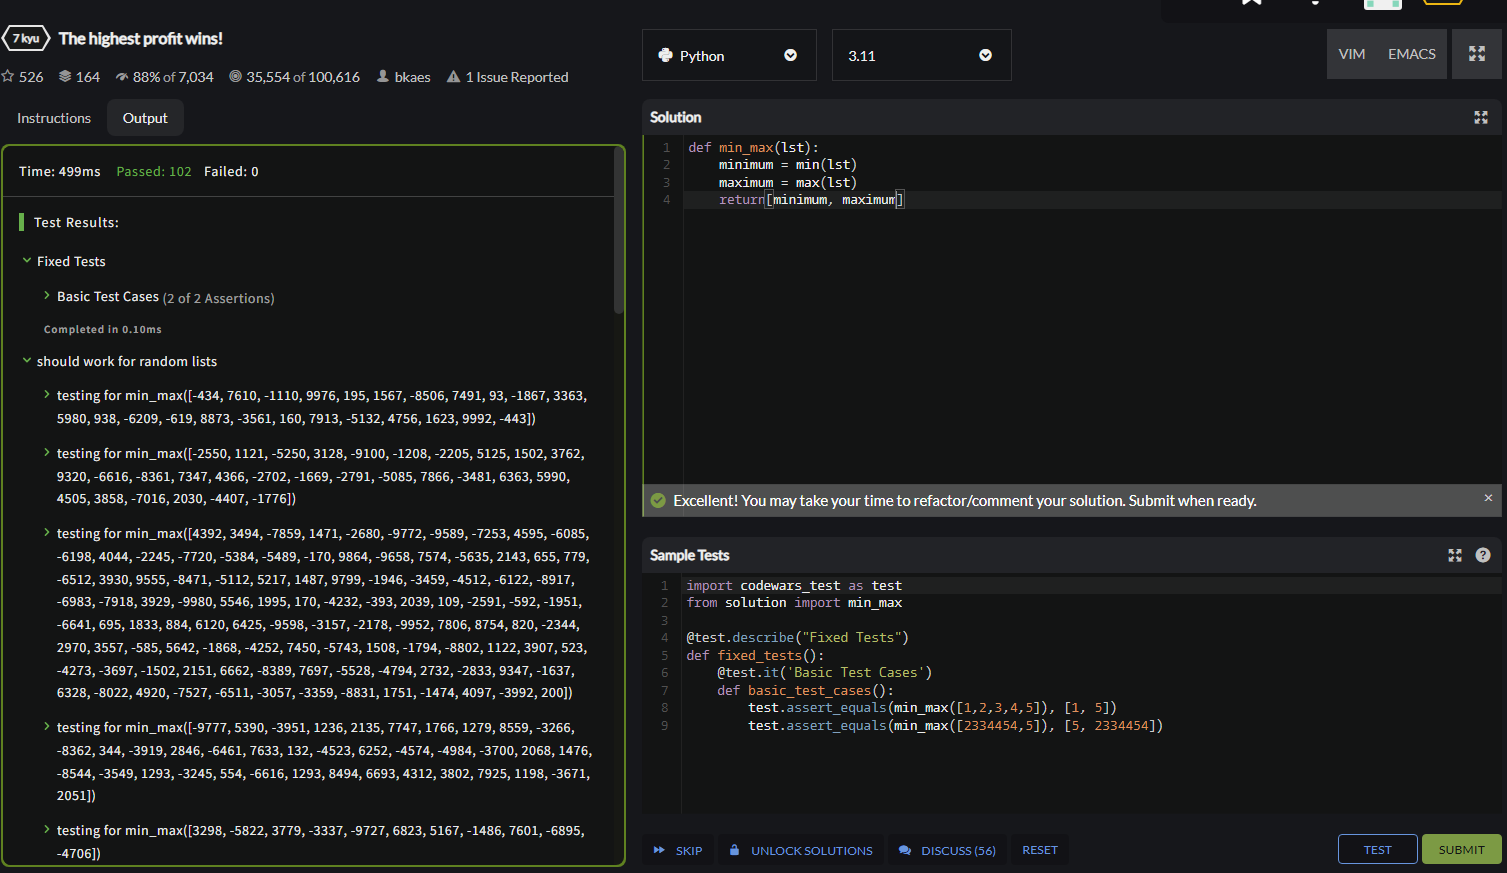 7 kyu
The highest profit wins!
526 164 88% of 7,034 35,554 of 100,616 bkaes 1 Issue Reported
Instructions Output
Time: 499ms Passed: 102 Failed: 0
Test Results:
Fixed Tests
Basic Test Cases (2 of 2 Assertions)
Completed in 0.10ms
should work for random lists
testing for min_max([-434, 7610, -1110, 9976, 195, 1567, -8506, 7491, 93, -1867, 3363,
5980, 938, -6209, -619, 8873, -3561, 160, 7913, -5132, 4756, 1623, 9992, -443])
testing for min_max([-2550, 1121, -5250, 3128, -9100, -1208, -2205, 5125, 1502, 3762,
9320, -6616, -8361, 7347, 4366, -2702, -1669, -2791, -5085, 7866, -3481, 6363, 5990,
4505, 3858, -7016, 2030, -4407, -1776])
testing for min_max([4392, 3494, -7859, 1471, -2680, -9772, -9589, -7253, 4595, -6085,
-6198, 4044, -2245, -7720, -5384, -5489, -170, 9864, -9658, 7574, -5635, 2143, 655, 779,
-6512, 3930, 9555, -8471, -5112, 5217, 1487, 9799, -1946, -3459, -4512, -6122, -8917,
-6983, -7918, 3929, -9980, 5546, 1995, 170, -4232, -393, 2039, 109, -2591, -592, -1951,
-6641, 695, 1833, 884, 6120, 6425, -9598, -3157, -2178, -9952, 7806, 8754, 820, -2344,
2970, 3557, -585, 5642, -1868, -4252, 7450, -5743, 1508, -1794, -8802, 1122, 3907, 523,
-4273, -3697, -1502, 2151, 6662, -8389, 7697, -5528, -4794, 2732, -2833, 9347, -1637,
6328, -8022, 4920, -7527, -6511, -3057, -3359, -8831, 1751, -1474, 4097, -3992, 200])
testing for min_max([-9777, 5390, -3951, 1236, 2135, 7747, 1766, 1279, 8559, -3266,
-8362, 344, -3919, 2846, -6461, 7633, 132, -4523, 6252, -4574, -4984, -3700, 2068, 1476,
-8544, -3549, 1293, -3245, 554, -6616, 1293, 8494, 6693, 4312, 3802, 7925, 1198, -3671,
2051])
testing for min_max([3298, -5822, 3779, -3337, -9727, 6823, 5167, -1486, 7601, -6895,
-4706])
Python 3.11 VIM EMACS
Solution
1 def min_max(lst):
2 minimum = min(lst)
3 maximum = max(lst)
4 return[minimum, maximum]
Excellent! You may take your time to refactor/comment your solution. Submit when ready. ×
Sample Tests ?
1 import codewars_test as test
2 from solution import min_max
3
4 @test.describe("Fixed Tests")
5 def fixed_tests():
6 @test.it('Basic Test Cases')
7 def basic_test_cases():
8 test.assert_equals(min_max([1,2,3,4,5]), [1, 5])
9 test.assert_equals(min_max([2334454,5]), [5, 2334454])
SKIP UNLOCK SOLUTIONS DISCUSS (56) RESET TEST SUBMIT